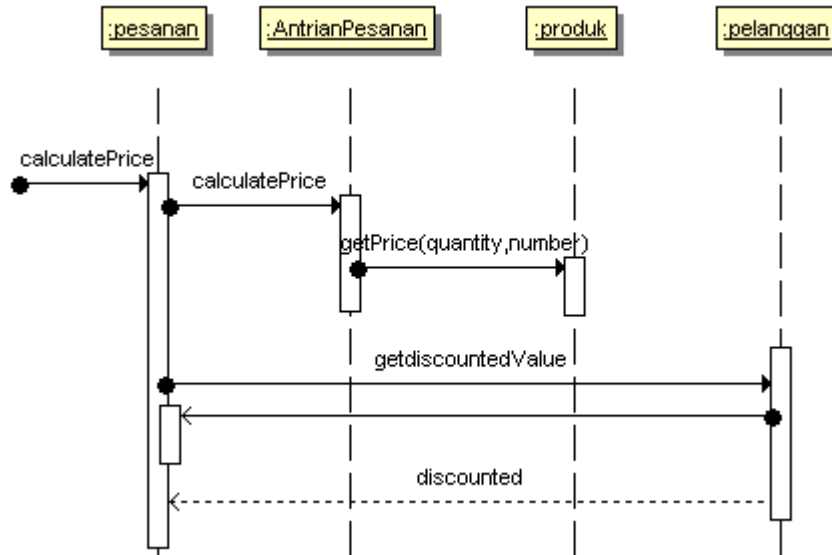 :pesanan
:AntrianPesanan
:produk
:pelanggan
calculatePrice
calculatePrice
getPrice(quantity,number)
getdiscountedValue
discounted